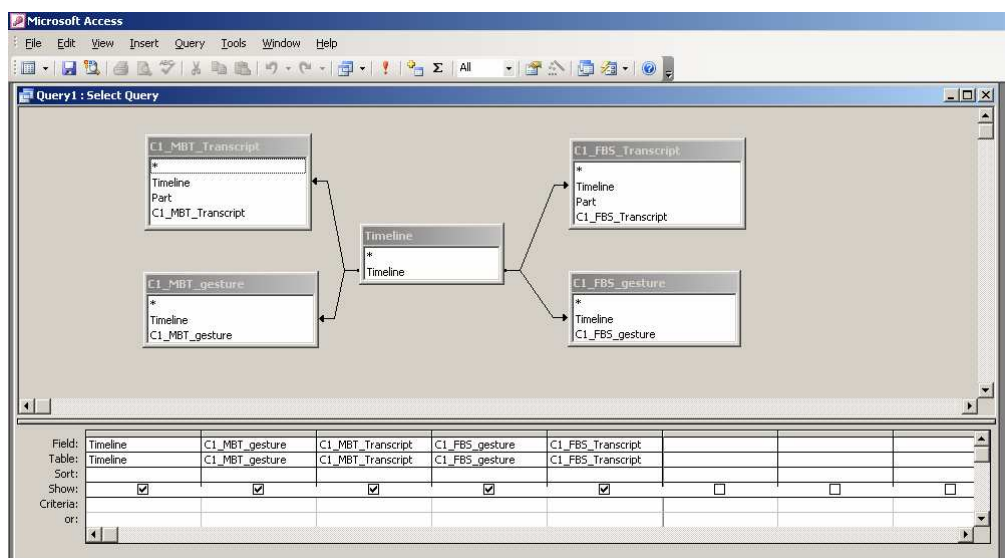 Microsoft Access
File Edit View Insert Query Tools Window Help
Σ All
Query1 : Select Query
C1_MBT_Transcript
*
Timeline
Part
C1_MBT_Transcript
C1_FBS_Transcript
*
Timeline
Part
C1_FBS_Transcript
Timeline
*
Timeline
C1_MBT_gesture
*
Timeline
C1_MBT_gesture
C1_FBS_gesture
*
Timeline
C1_FBS_gesture
Field: Timeline C1_MBT_gesture C1_MBT_Transcript C1_FBS_gesture C1_FBS_Transcript
Table: Timeline C1_MBT_gesture C1_MBT_Transcript C1_FBS_gesture C1_FBS_Transcript
Sort:
Show:
Criteria:
or: